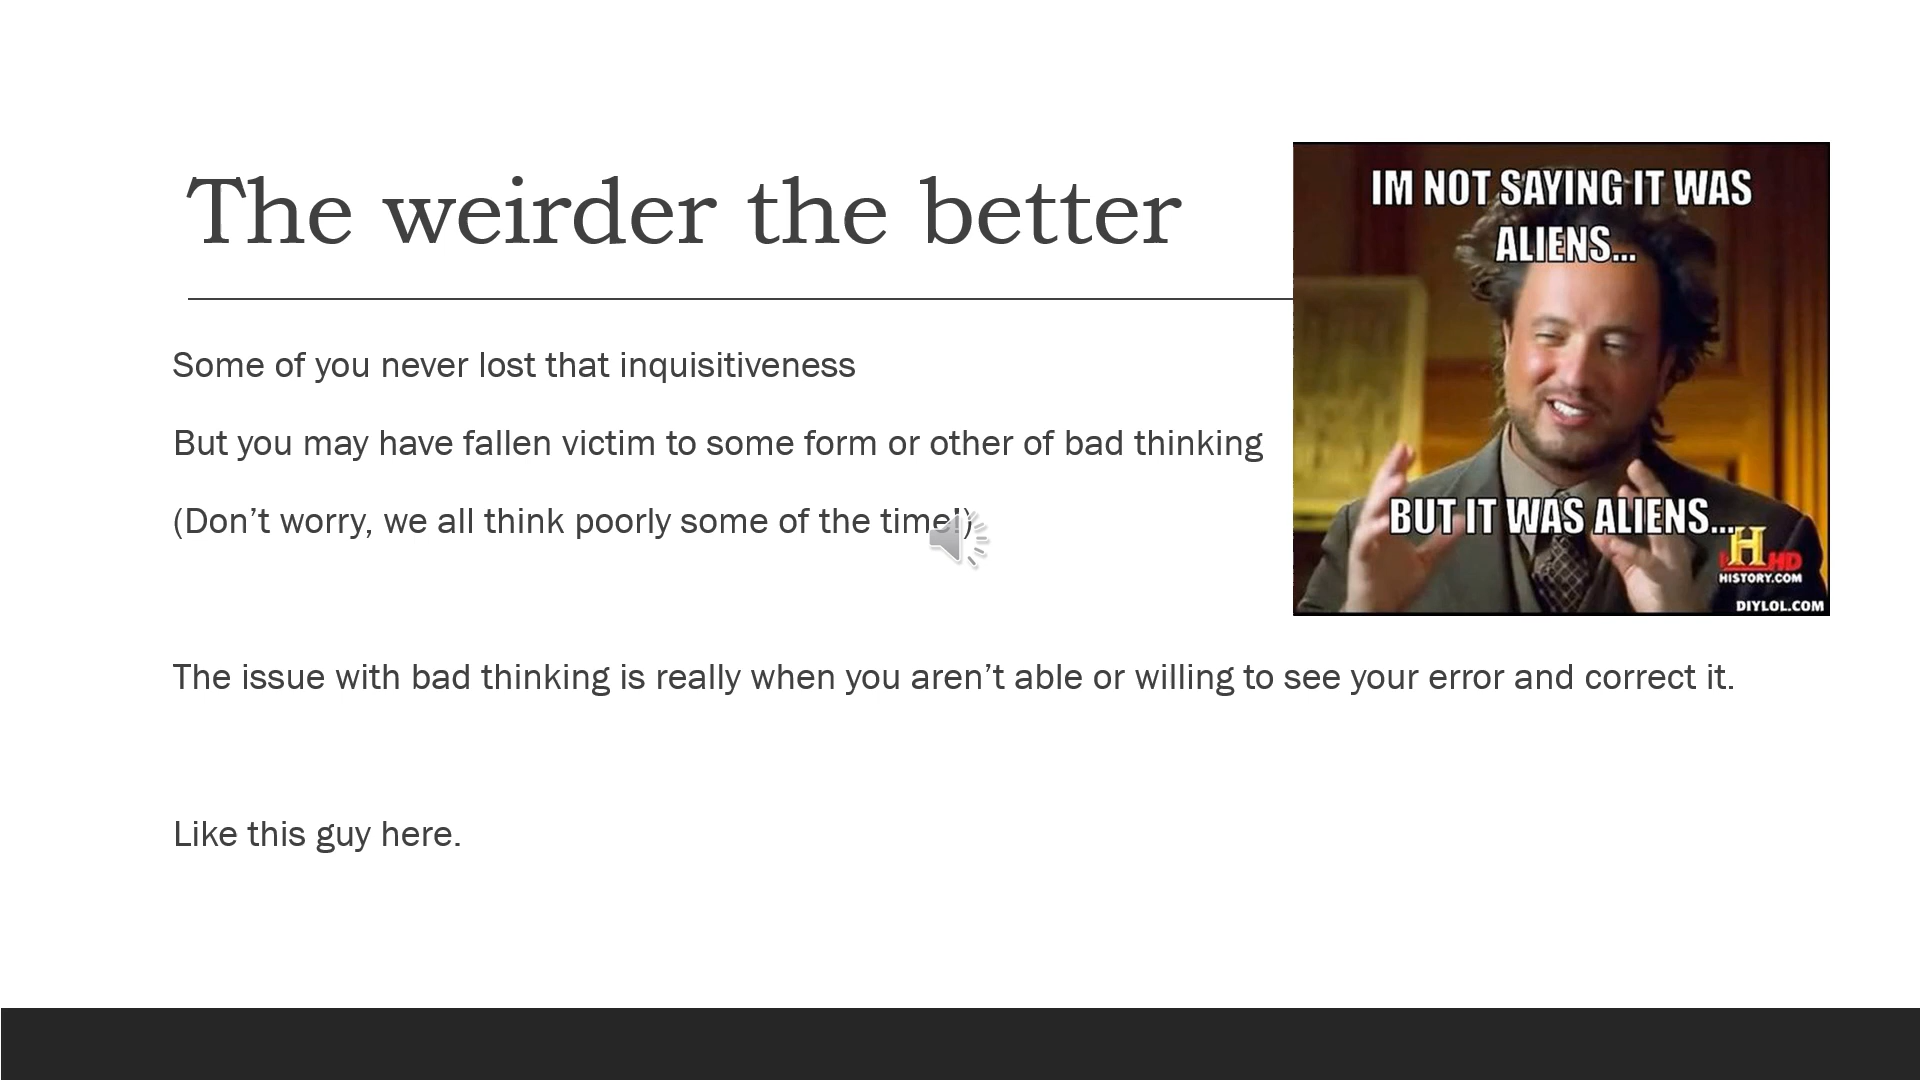 The weirder the better
Some of you never lost that inquisitiveness
But you may have fallen victim to some form or other of bad thinking
(Don’t worry, we all think poorly some of the time!)
The issue with bad thinking is really when you aren’t able or willing to see your error and correct it.
Like this guy here.
IM NOT SAYING IT WAS
ALIENS...
BUT IT WAS ALIENS...
H HD
HISTORY.COM
DIYLOL.COM